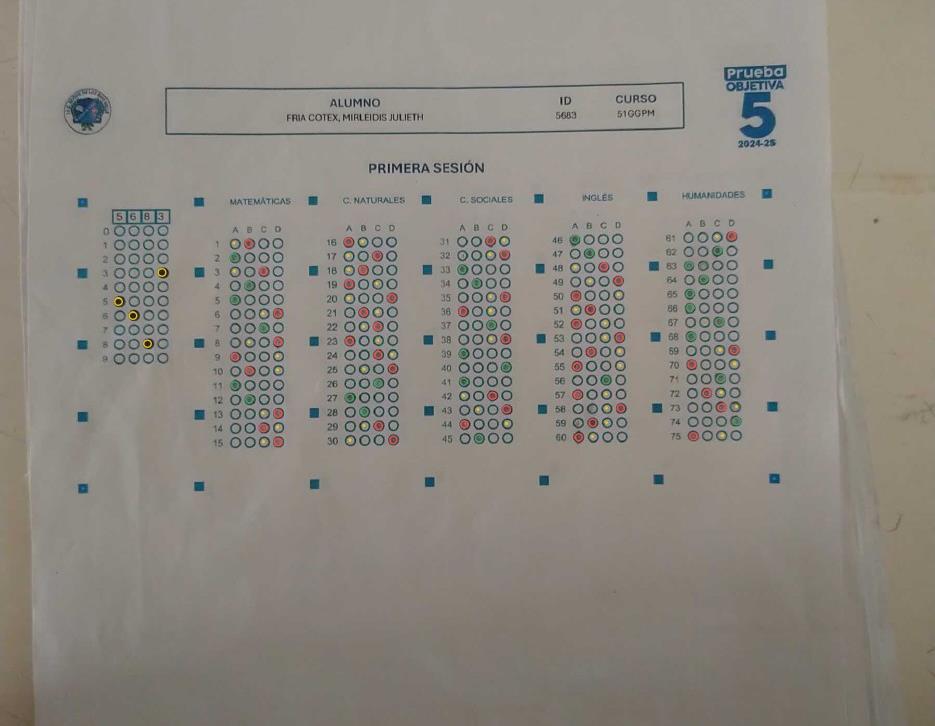 Prueba
OBJETIVA
5
2024-25
ALUMNO ID CURSO
FRIA COTEX, MIRLEIDIS JULIETH 5683 51GGPM
PRIMERA SESIÓN
MATEMÁTICAS C. NATURALES C. SOCIALES INGLÉS HUMANIDADES
5 6 8 3
A B C D A B C D A B C D A B C D A B C D
0
1
2
3
4
5
6
7
8
9
1 16 31 46 61
2 17 32 47 62
3 18 33 48 63
4 19 34 49 64
5 20 35 50 65
6 21 36 51 66
7 22 37 52 67
8 23 38 53 68
9 24 39 54 69
10 25 40 55 70
11 26 41 56 71
12 27 42 57 72
13 28 43 58 73
14 29 44 59 74
15 30 45 60 75